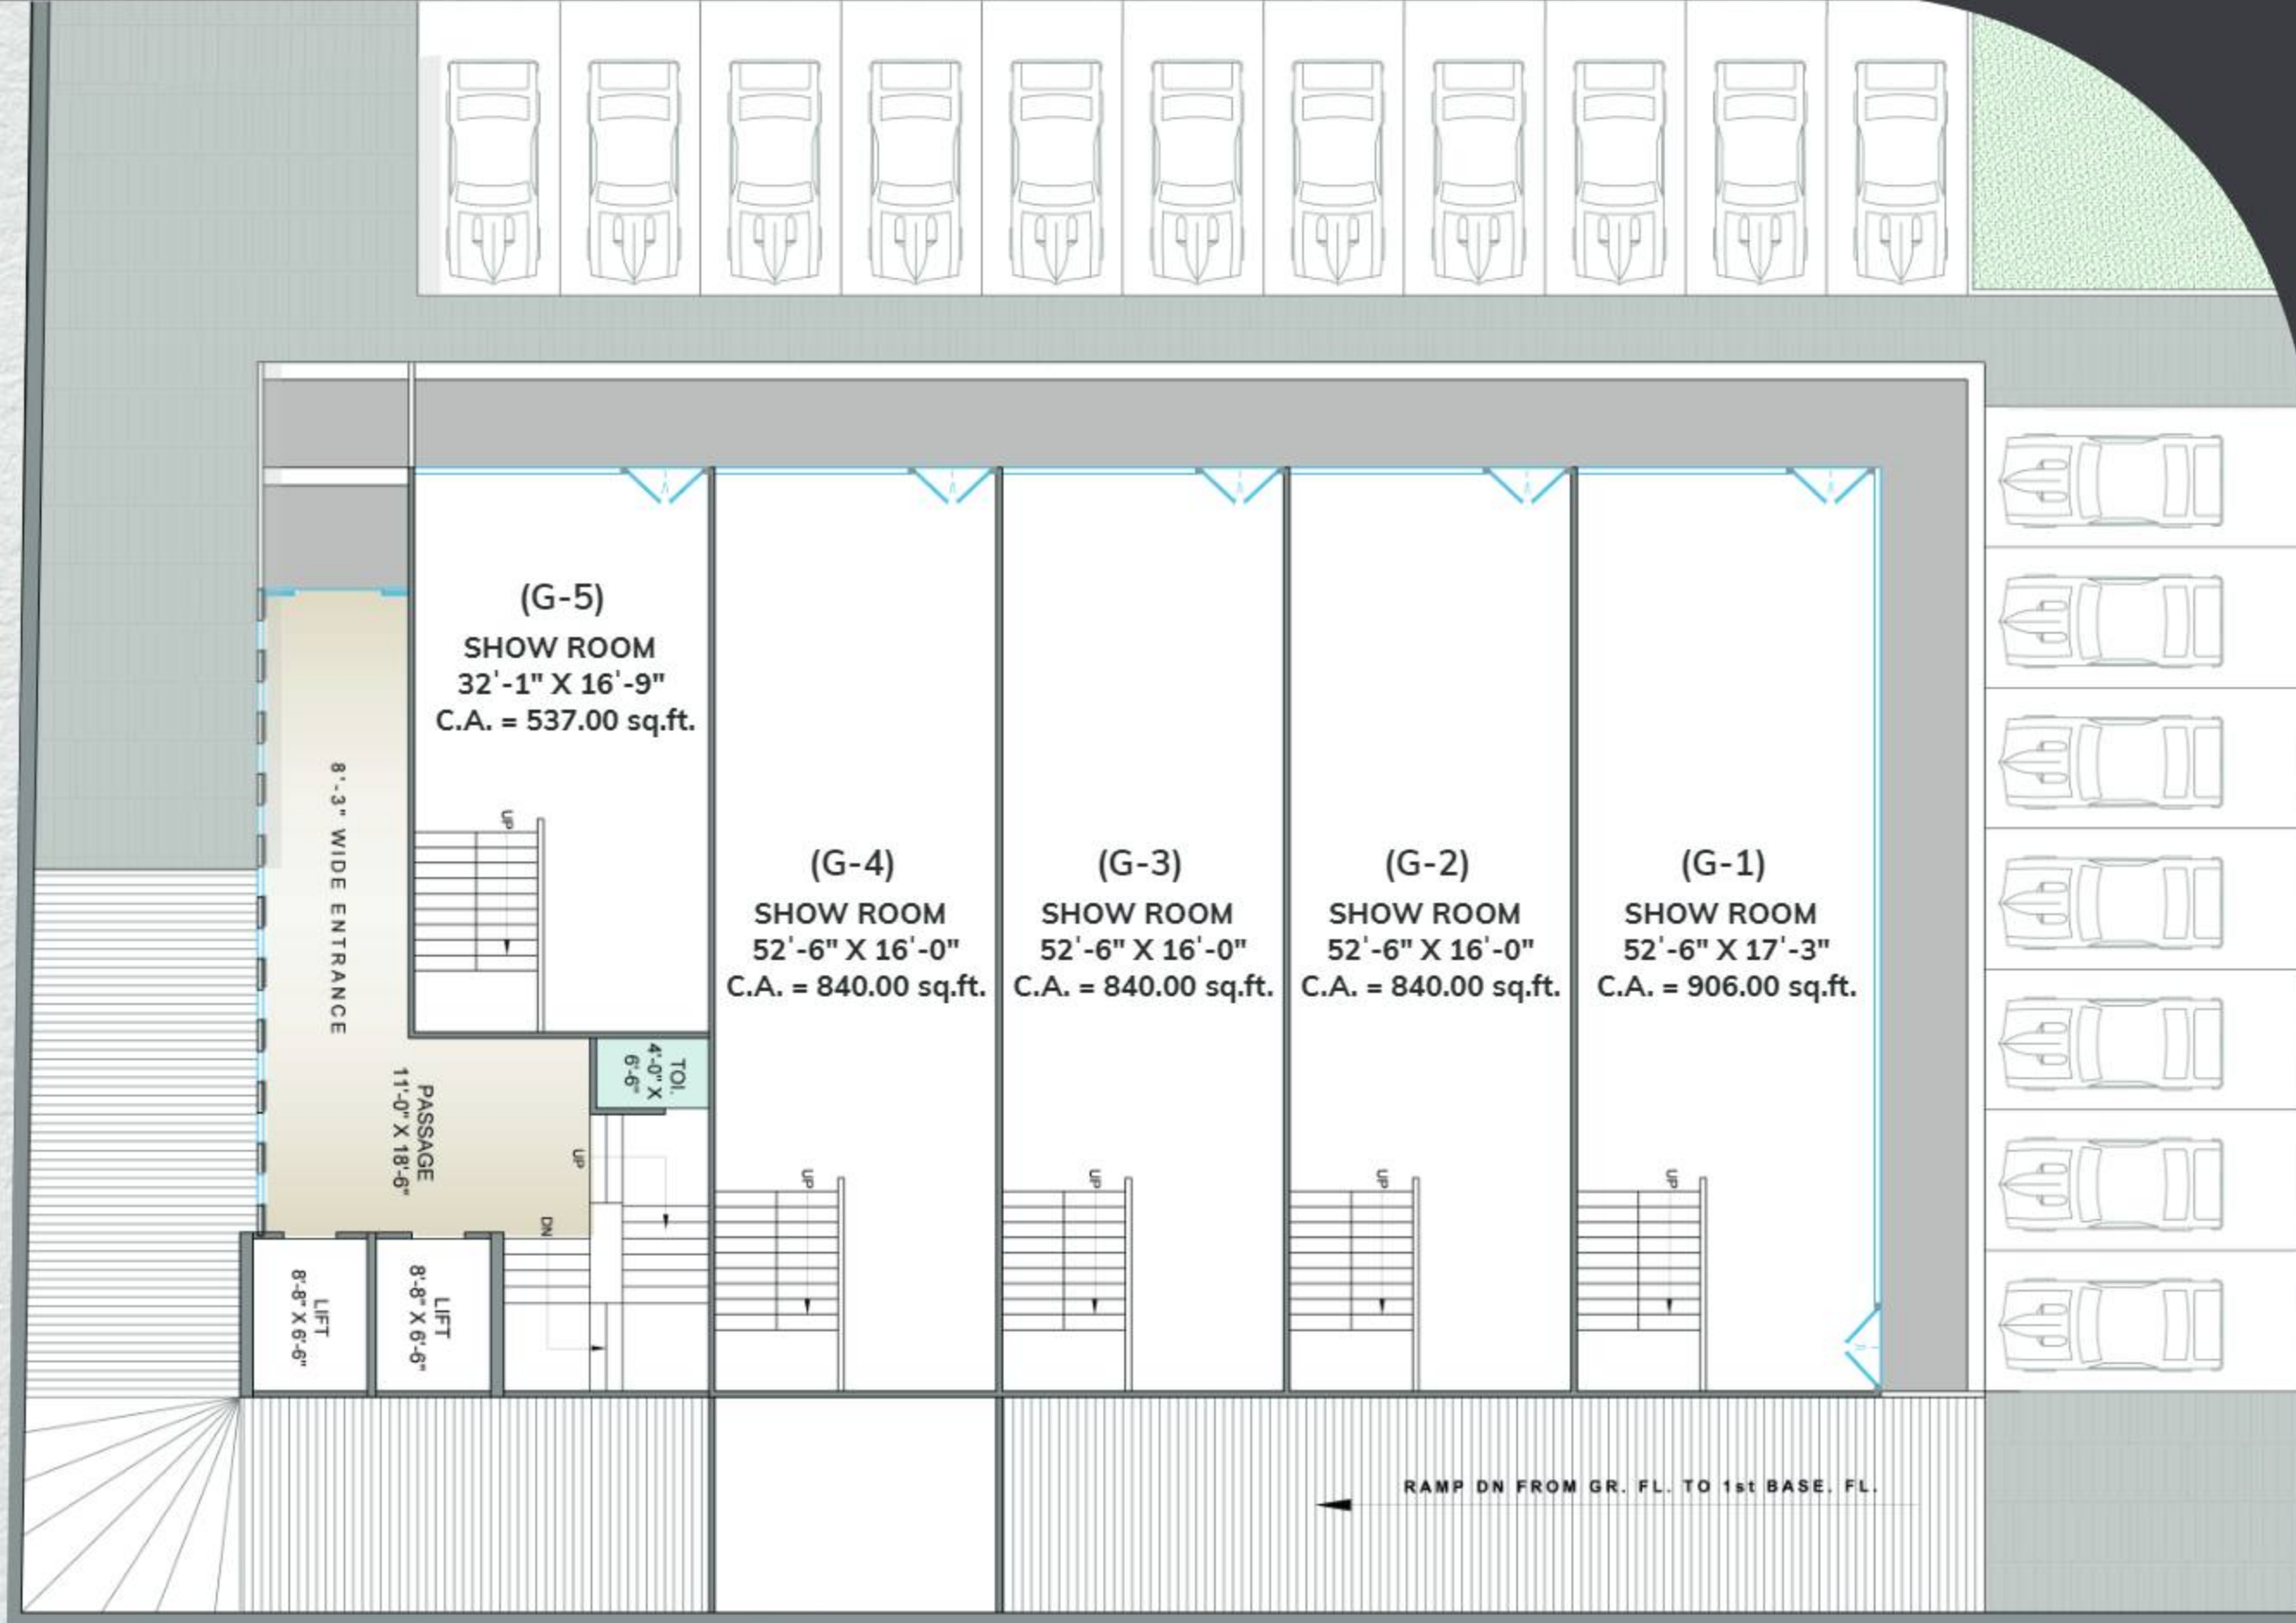 (G-5)
SHOW ROOM
32'-1" X 16'-9"
C.A. = 537.00 sq.ft.
UP
8'-3" WIDE ENTRANCE
(G-4)
SHOW ROOM
52'-6" X 16'-0"
C.A. = 840.00 sq.ft.
UP
(G-3)
SHOW ROOM
52'-6" X 16'-0"
C.A. = 840.00 sq.ft.
UP
(G-2)
SHOW ROOM
52'-6" X 16'-0"
C.A. = 840.00 sq.ft.
UP
(G-1)
SHOW ROOM
52'-6" X 17'-3"
C.A. = 906.00 sq.ft.
UP
TOI.
4'-0" X
6'-6"
PASSAGE
11'-0" X 18'-6"
UP
DN
LIFT
8'-8" X 6'-6"
LIFT
8'-8" X 6'-6"
RAMP DN FROM GR. FL. TO 1st BASE. FL.